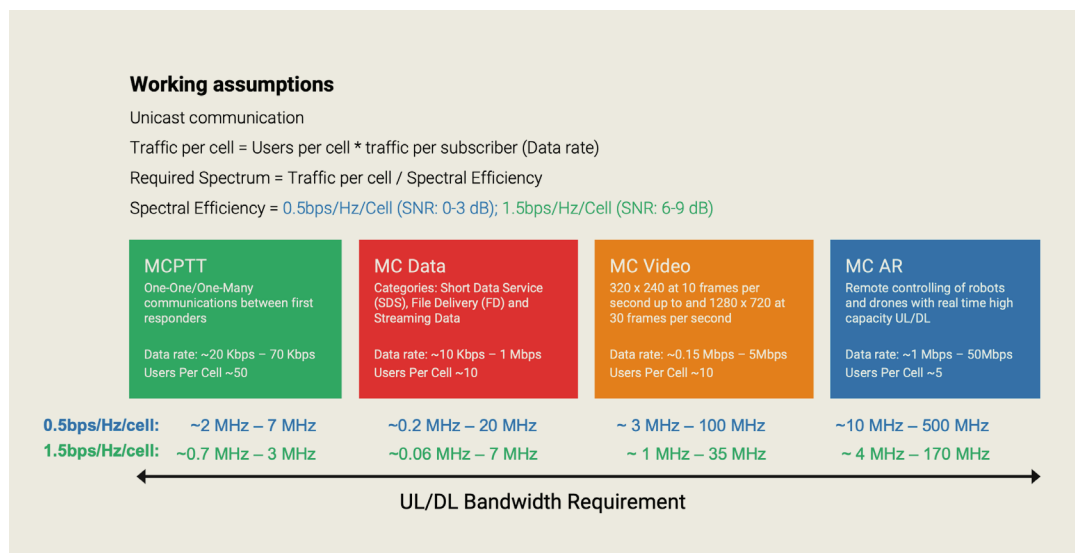 Working assumptions
Unicast communication
Traffic per cell = Users per cell * traffic per subscriber (Data rate)
Required Spectrum = Traffic per cell / Spectral Efficiency
Spectral Efficiency = 0.5bps/Hz/Cell (SNR: 0-3 dB); 1.5bps/Hz/Cell (SNR: 6-9 dB)
MCPTT
One-One/One-Many
communications between first
responders
Data rate: ~20 Kbps – 70 Kbps
Users Per Cell ~50
MC Data
Categories: Short Data Service
(SDS), File Delivery (FD) and
Streaming Data
Data rate: ~10 Kbps – 1 Mbps
Users Per Cell ~10
MC Video
320 x 240 at 10 frames per
second up to and 1280 x 720 at
30 frames per second
Data rate: ~0.15 Mbps – 5Mbps
Users Per Cell ~10
MC AR
Remote controlling of robots
and drones with real time high
capacity UL/DL
Data rate: ~1 Mbps – 50Mbps
Users Per Cell ~5
0.5bps/Hz/cell: ~2 MHz – 7 MHz ~0.2 MHz – 20 MHz ~ 3 MHz – 100 MHz ~10 MHz – 500 MHz
1.5bps/Hz/cell: ~0.7 MHz – 3 MHz ~0.06 MHz – 7 MHz ~ 1 MHz – 35 MHz ~ 4 MHz – 170 MHz
UL/DL Bandwidth Requirement